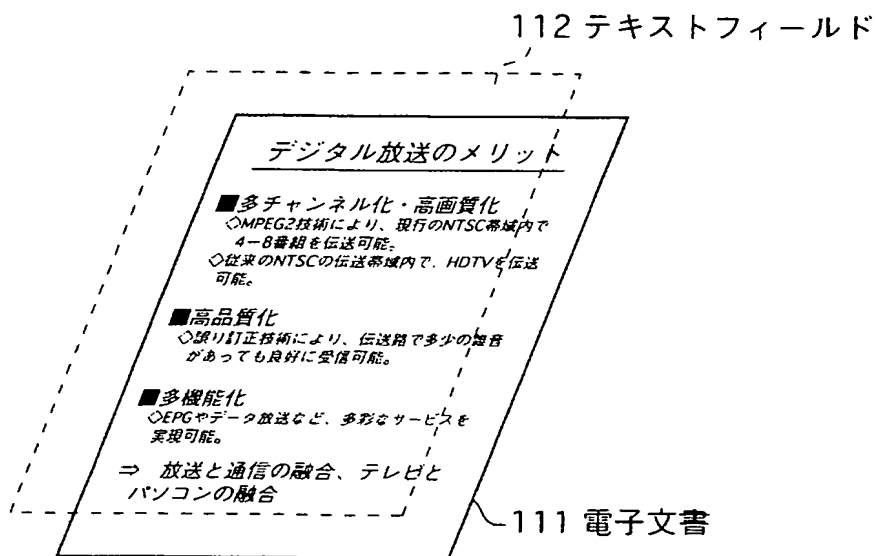 112 テキストフィールド
デジタル放送のメリット
■多チャンネル化・高画質化
◇MPEG2技術により、現行のNTSC帯域内で
4－8番組を伝送可能。
◇従来のNTSCの伝送帯域内で、HDTVを伝送
可能。
■高品質化
◇誤り訂正技術により、伝送路で多少の雑音
があっても良好に受信可能。
■多機能化
◇EPGやデータ放送など、多彩なサービスを
実現可能。
⇒ 放送と通信の融合、テレビと
パソコンの融合
111 電子文書